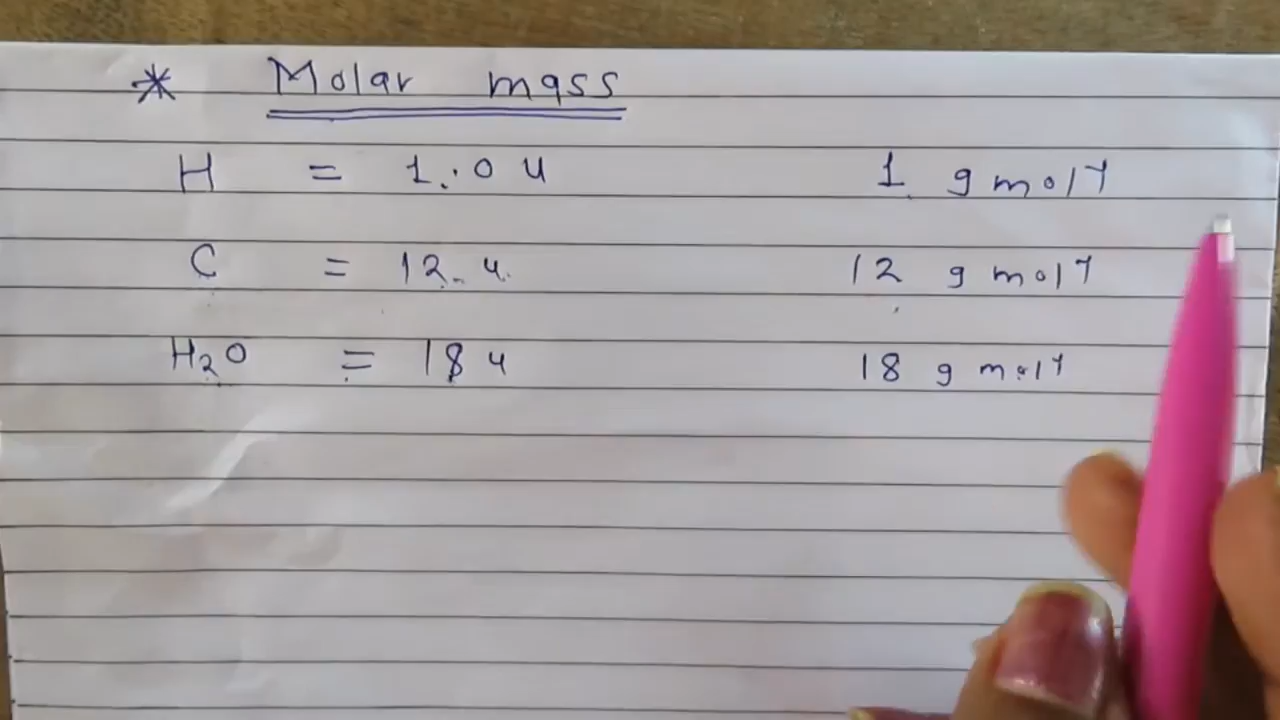 * Molar mass
H = 1.0 u 1 g mol⁻¹
C = 12. u 12 g mol⁻¹
H₂O = 18 u 18 g mol⁻¹